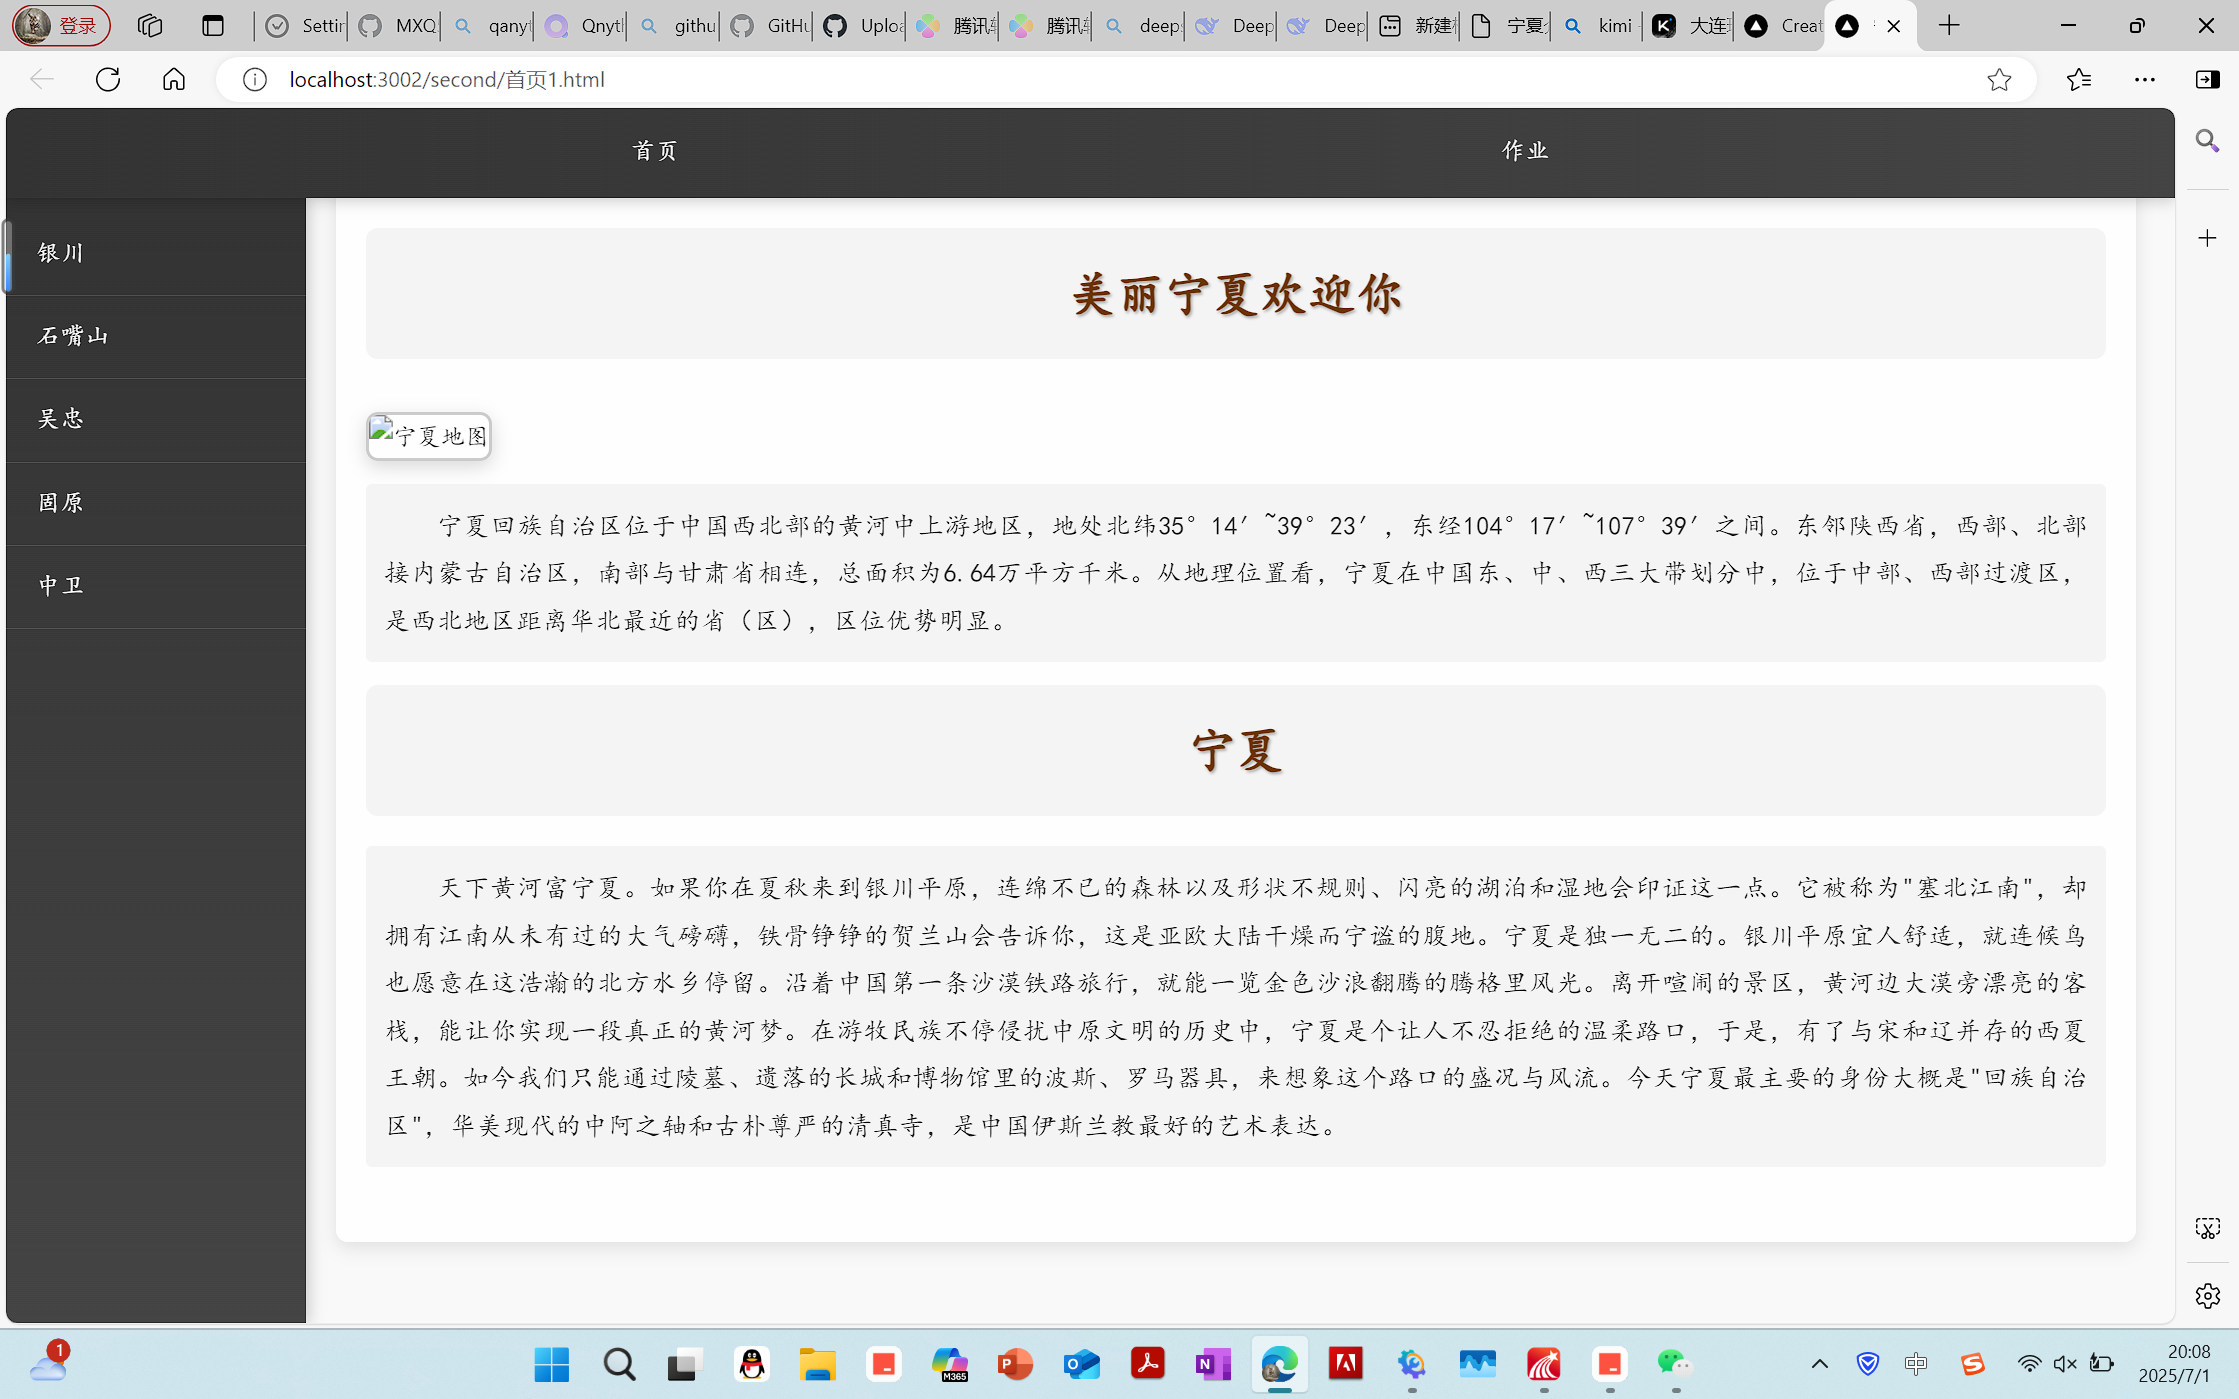 登录
Settir
MXQ
qanyt
Qnytl
githu
GitHu
Uploa
腾讯
腾讯
deep
Deep
Deep
新建
宁夏
kimi
大连
Creat
localhost:3002/second/首页1.html
首页
作业
银川
石嘴山
吴忠
固原
中卫
美丽宁夏欢迎你
宁夏地图
宁夏回族自治区位于中国西北部的黄河中上游地区，地处北纬35°14′~39°23′，东经104°17′~107°39′之间。东邻陕西省，西部、北部
接内蒙古自治区，南部与甘肃省相连，总面积为6.64万平方千米。从地理位置看，宁夏在中国东、中、西三大带划分中，位于中部、西部过渡区，
是西北地区距离华北最近的省（区），区位优势明显。
宁夏
天下黄河富宁夏。如果你在夏秋来到银川平原，连绵不已的森林以及形状不规则、闪亮的湖泊和湿地会印证这一点。它被称为"塞北江南"，却
拥有江南从未有过的大气磅礴，铁骨铮铮的贺兰山会告诉你，这是亚欧大陆干燥而宁谧的腹地。宁夏是独一无二的。银川平原宜人舒适，就连候鸟
也愿意在这浩瀚的北方水乡停留。沿着中国第一条沙漠铁路旅行，就能一览金色沙浪翻腾的腾格里风光。离开喧闹的景区，黄河边大漠旁漂亮的客
栈，能让你实现一段真正的黄河梦。在游牧民族不停侵扰中原文明的历史中，宁夏是个让人不忍拒绝的温柔路口，于是，有了与宋和辽并存的西夏
王朝。如今我们只能通过陵墓、遗落的长城和博物馆里的波斯、罗马器具，来想象这个路口的盛况与风流。今天宁夏最主要的身份大概是"回族自治
区"，华美现代的中阿之轴和古朴尊严的清真寺，是中国伊斯兰教最好的艺术表达。
1
M365
中
20:08
2025/7/1